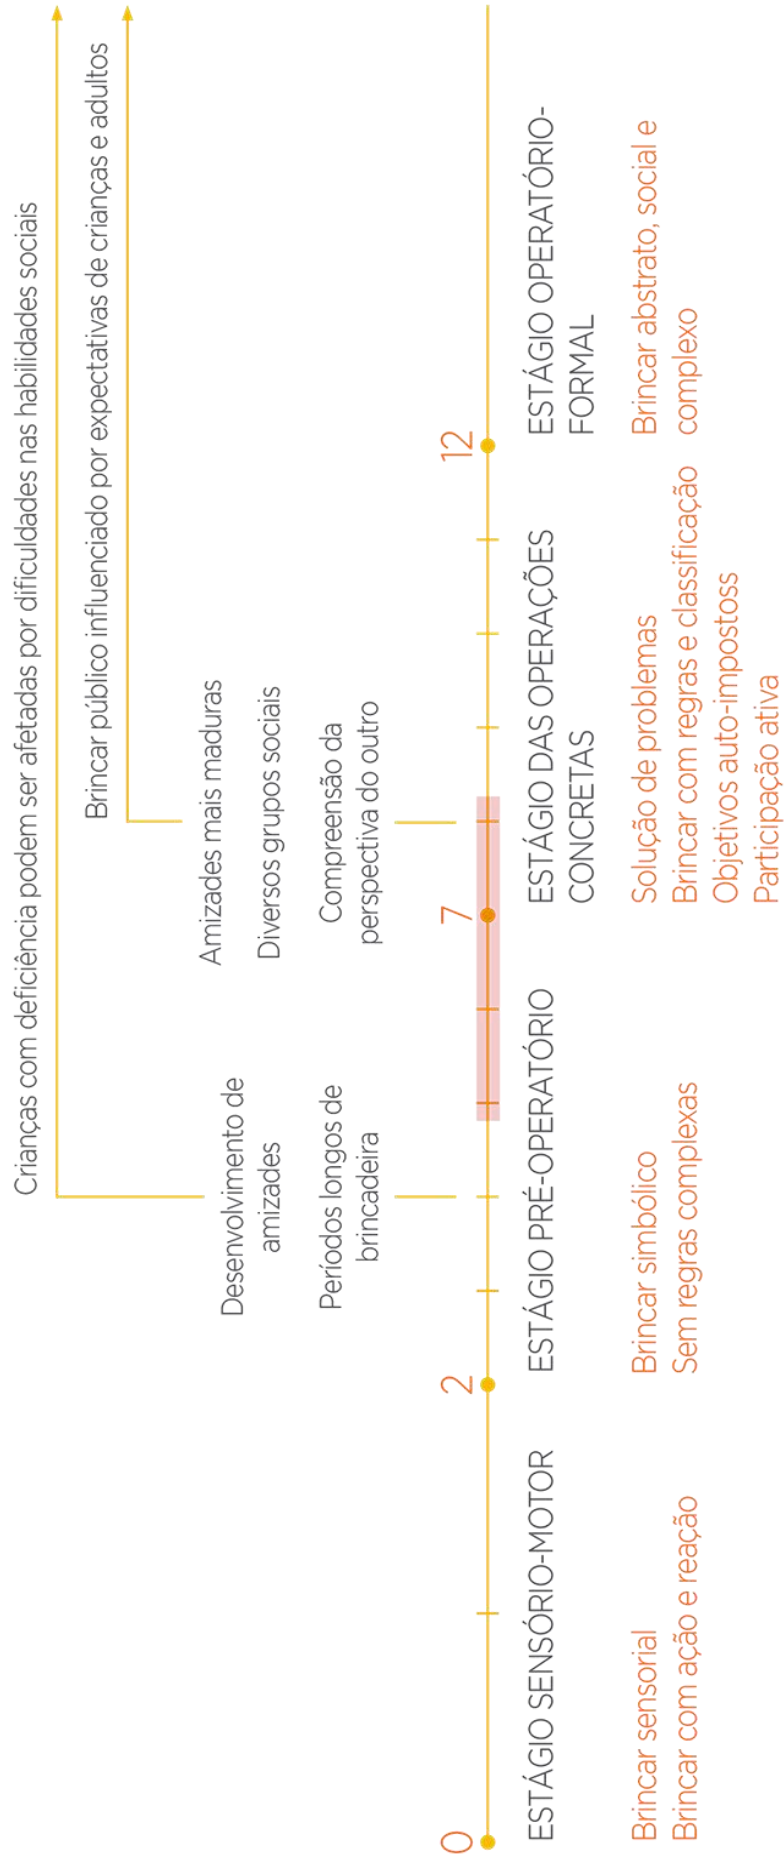 Crianças com deficiência podem ser afetadas por dificuldades nas habilidades sociais
Brincar público influenciado por expectativas de crianças e adultos
Desenvolvimento de
amizades
Períodos longos de
brincadeira
Amizades mais maduras
Diversos grupos sociais
Compreensão da
perspectiva do outro
0
2
7
12
ESTÁGIO SENSÓRIO-MOTOR
Brincar sensorial
Brincar com ação e reação
ESTÁGIO PRÉ-OPERATÓRIO
Brincar simbólico
Sem regras complexas
ESTÁGIO DAS OPERAÇÕES
CONCRETAS
Solução de problemas
Brincar com regras e classificação
Objetivos auto-impostoss
Participação ativa
ESTÁGIO OPERATÓRIO-
FORMAL
Brincar abstrato, social e
complexo